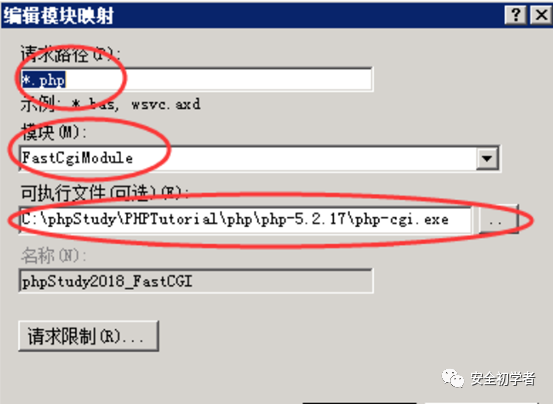 编辑模块映射
请求路径(P):
*.php
示例: *.bas, wsvc.axd
模块(M):
FastCgiModule
可执行文件(可选)(E):
C:\phpStudy\PHPTutorial\php\php-5.2.17\php-cgi.exe
..
名称(N):
phpStudy2018_FastCGI
请求限制(R)...
安全初学者